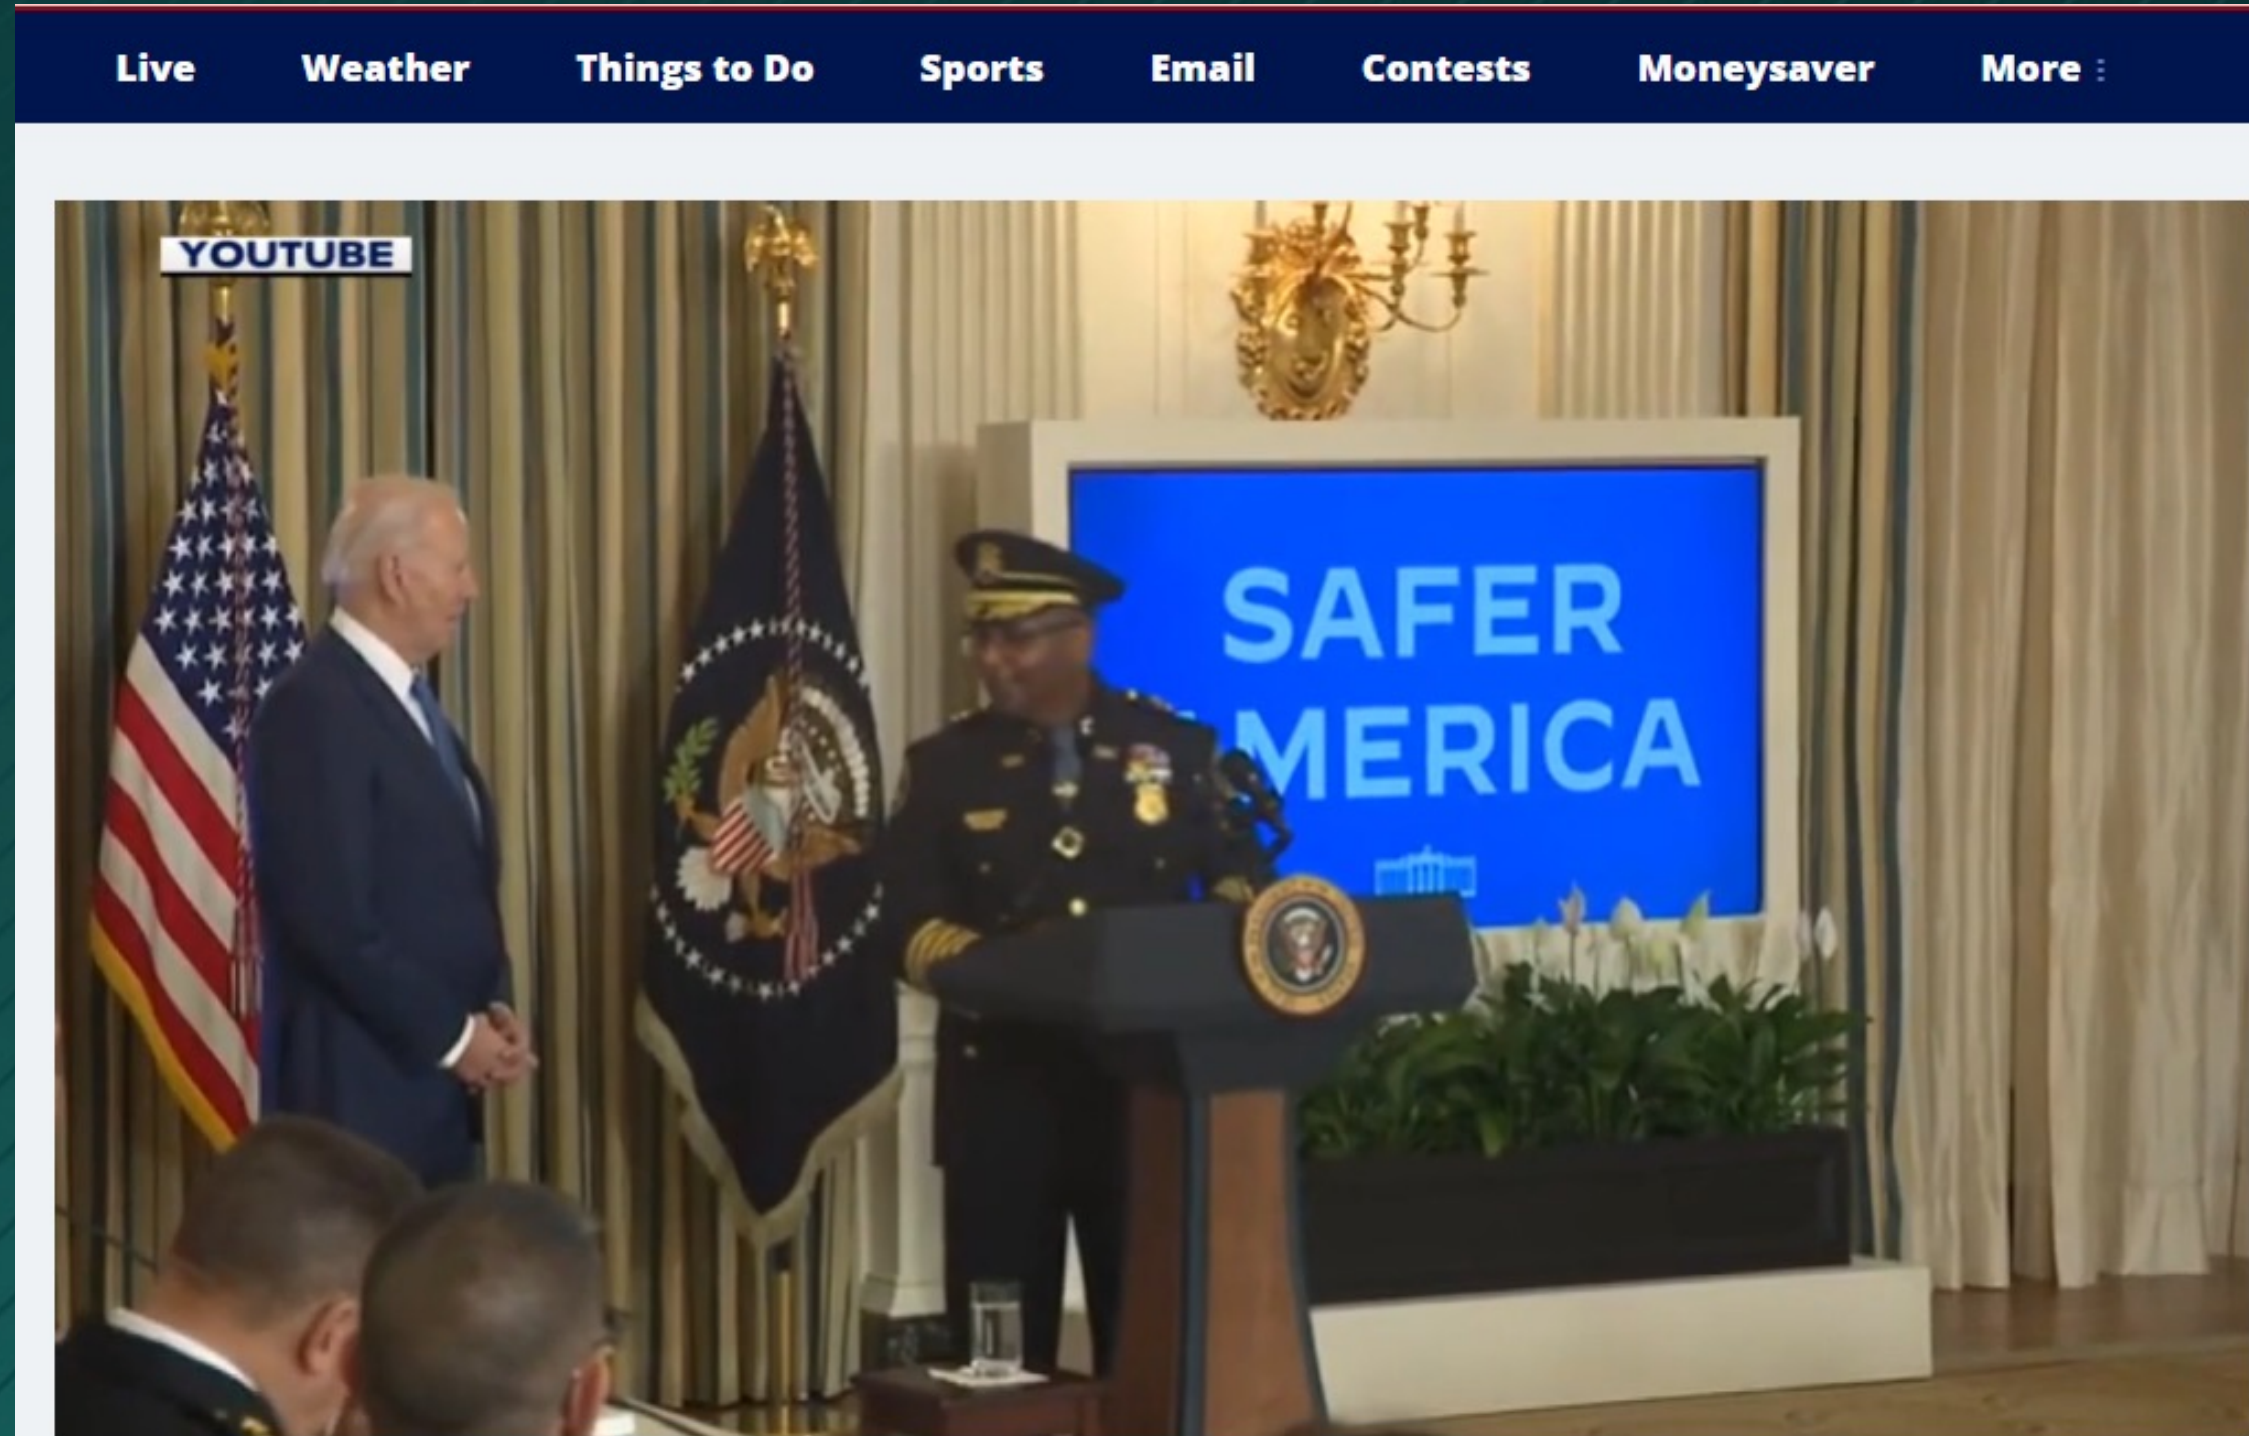 Live Weather Things to Do Sports Email Contests Moneysaver More
YOUTUBE
SAFER
MERICA